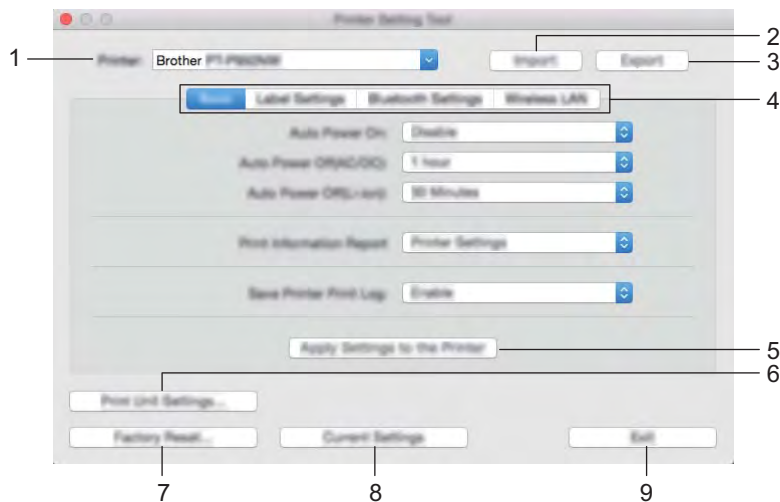 Printer Setting Tool
1
Printer: Brother
Import
2
Export
3
Label Settings
Bluetooth Settings
Wireless LAN
4
Auto Power On: Disable
Auto Power Off(AC/DC): 1 hour
Auto Power Off(Li-ion): 30 Minutes
Print Information Report Printer Settings
Save Printer Print Log: Enable
Apply Settings to the Printer
5
6
Print Unit Settings...
Factory Reset...
Current Settings
Exit
7
8
9